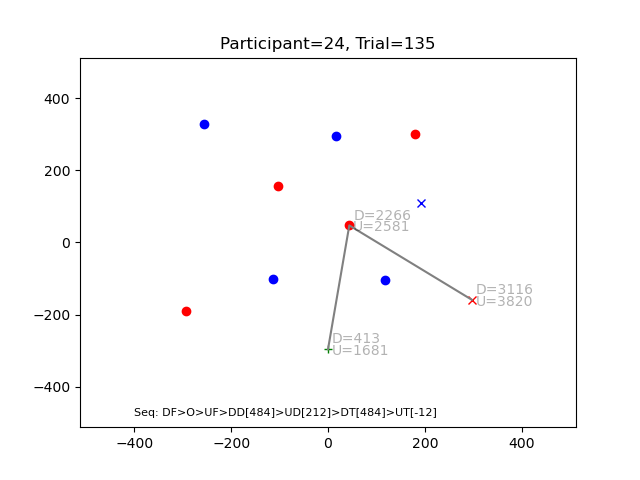 Participant=24, Trial=135
400
200
0
−200
−400
D=2266
U=2581
D=3116
U=3820
D=413
U=1681
Seq: DF>O>UF>DD[484]>UD[212]>DT[484]>UT[-12]
−400
−200
0
200
400